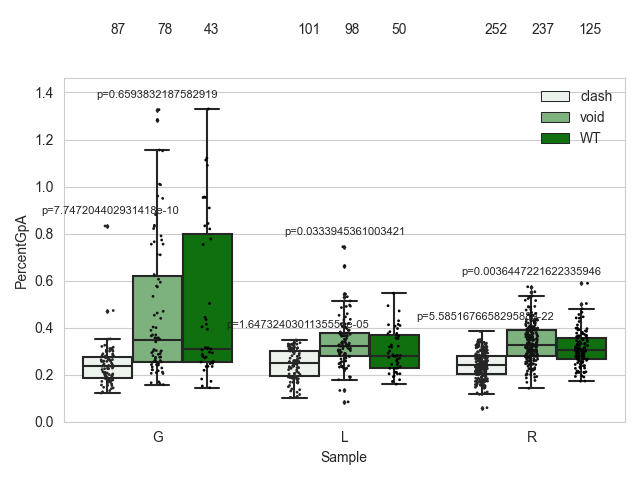 87 78 43 101 98 50 252 237 125
1.4
p=0.6593832187582919
clash
void
1.2
WT
1.0
p=7.747204402931418e-10
PercentGpA
0.8
p=0.0333945361003421
0.6
p=0.0036447221622335946
0.4
0.2
0.0
G L R
Sample